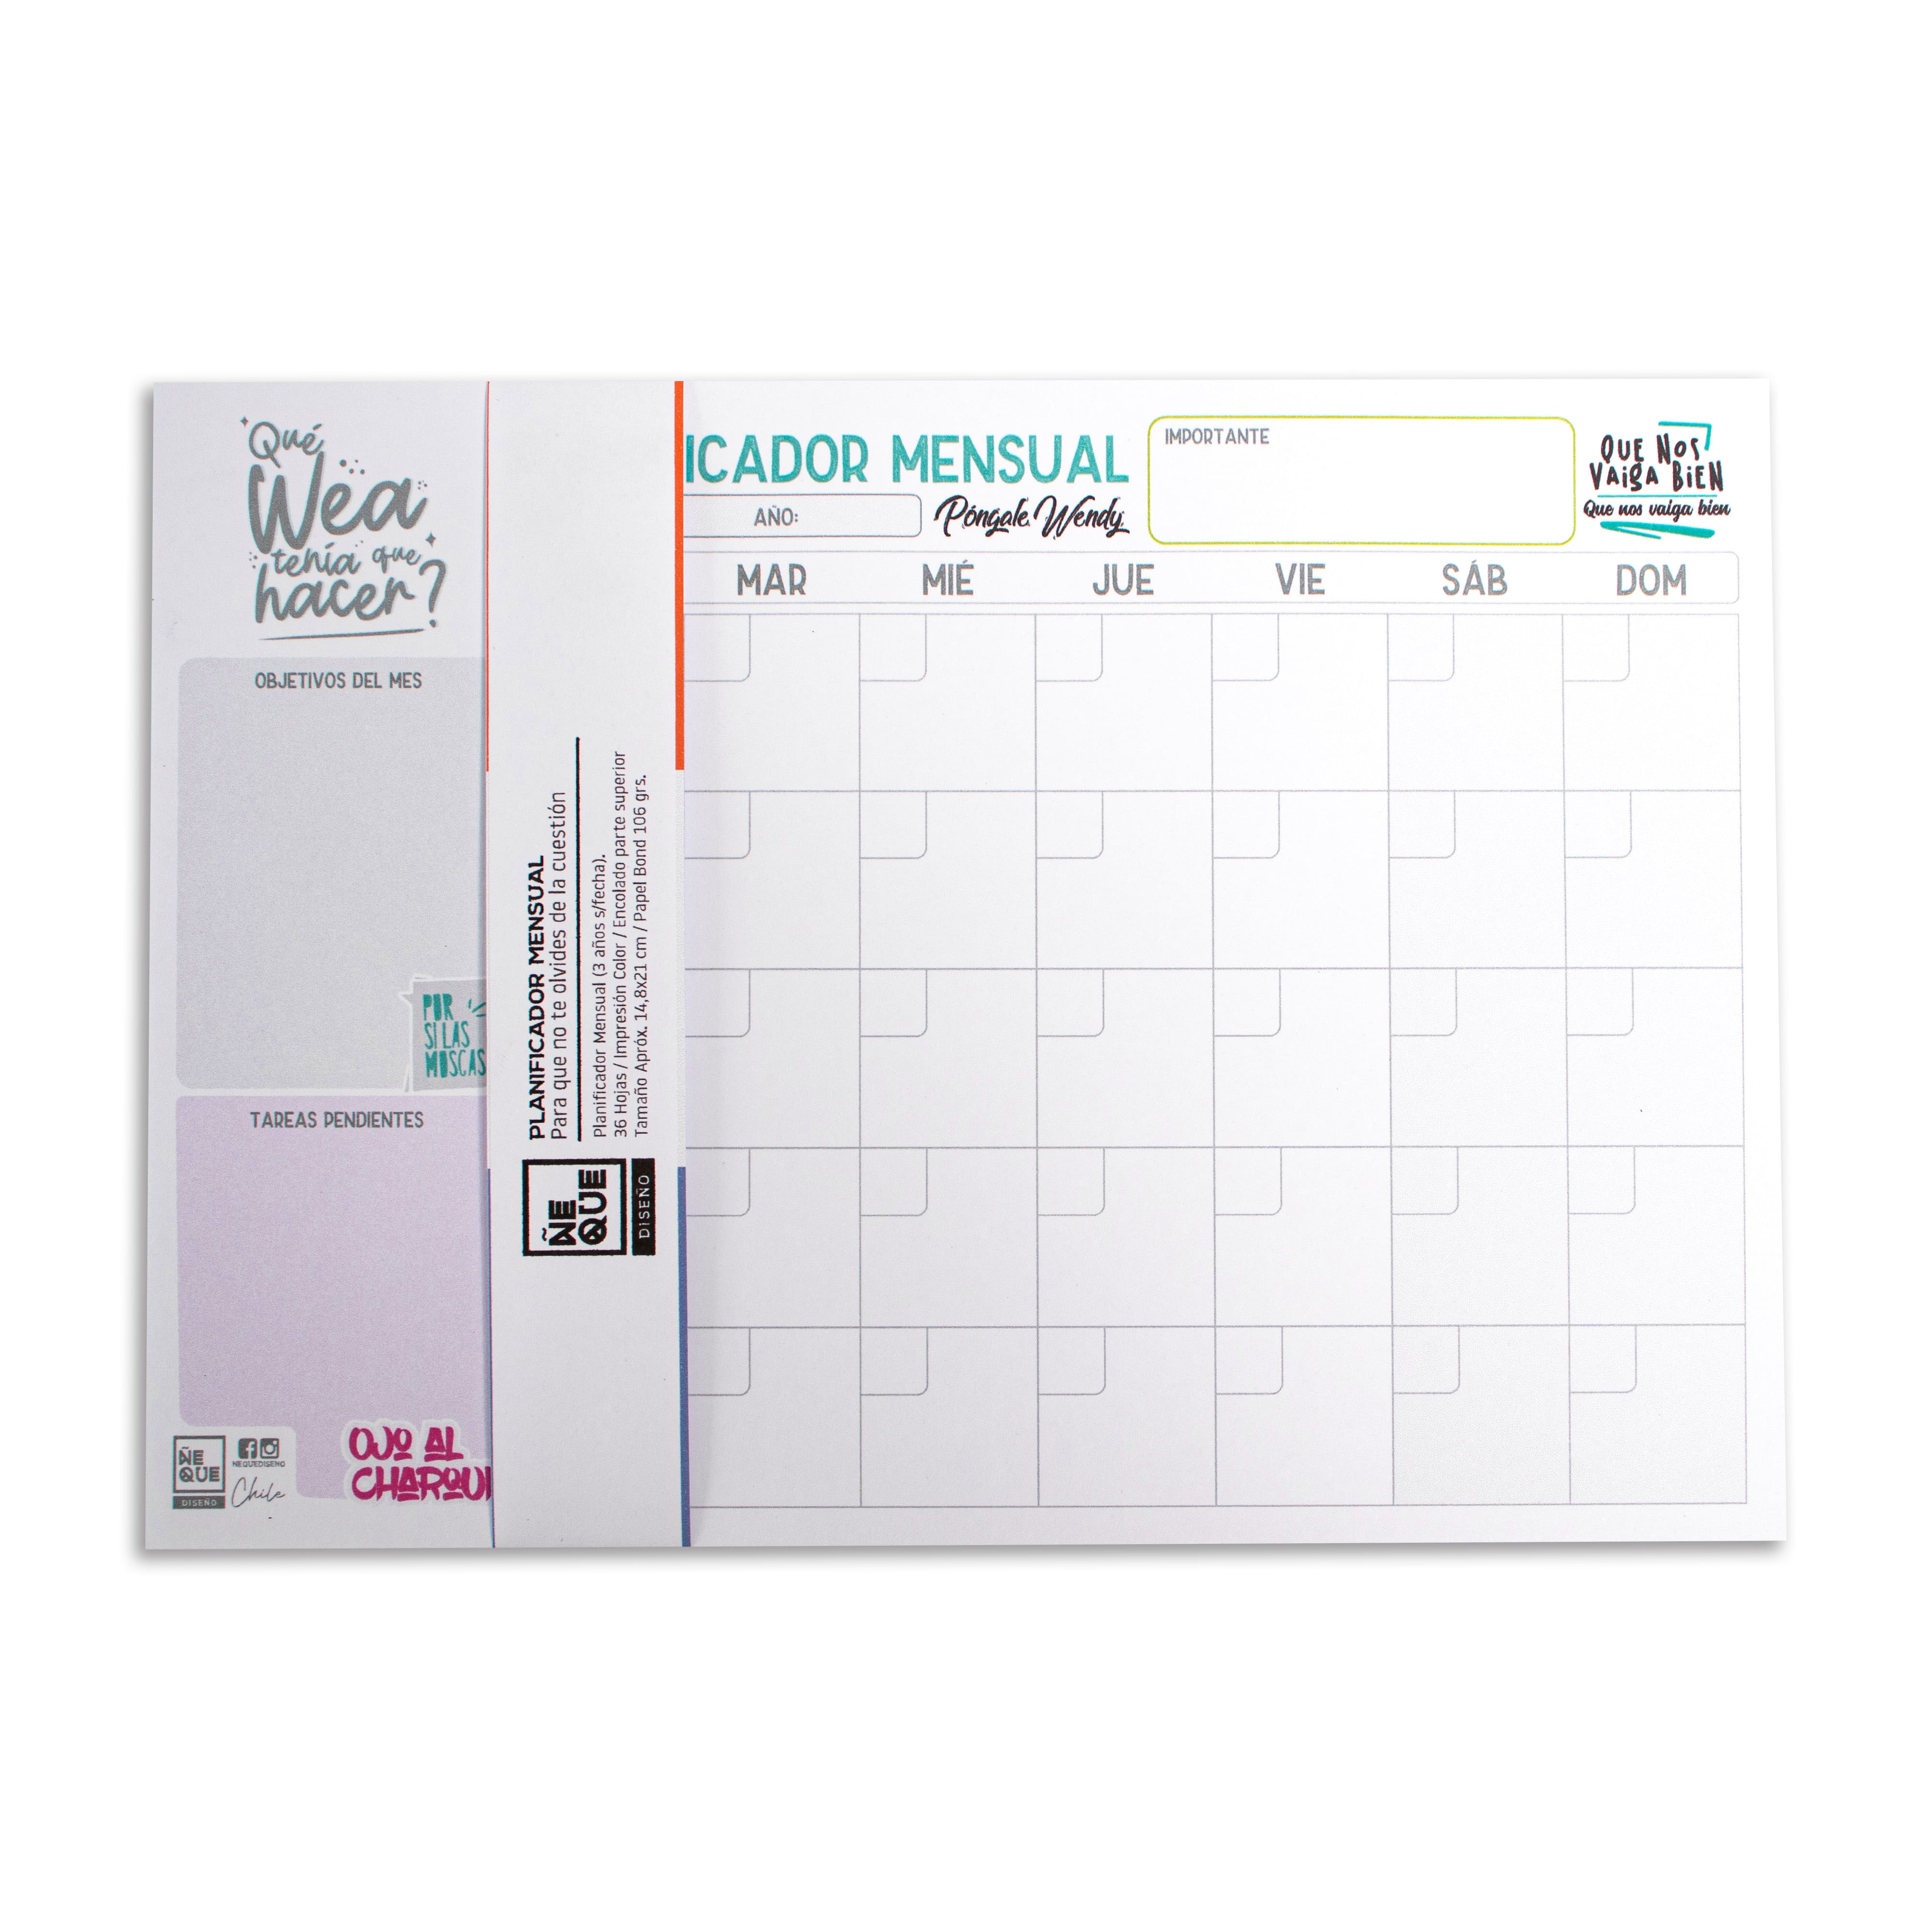 Qué
Wea
tenía que
hacer?
OBJETIVOS DEL MES
POR
SI LAS
MOSCAS
TAREAS PENDIENTES
OJO AL
CHARQUI
ÑE
QUE
DISEÑO
NEQUEDISENO
Chile
PLANIFICADOR MENSUAL
Para que no te olvides de la cuestión
Planificador Mensual (3 años s/fecha).
36 Hojas / Impresión Color / Encolado parte superior
Tamaño Apróx. 14,8x21 cm / Papel Bond 106 grs.
ÑE
QUE
DISEÑO
ICADOR MENSUAL
AÑO:
Póngale Wendy
IMPORTANTE
QUE NOS
VAIGA BIEN
Que nos vaiga bien
MAR MIÉ JUE VIE SÁB DOM